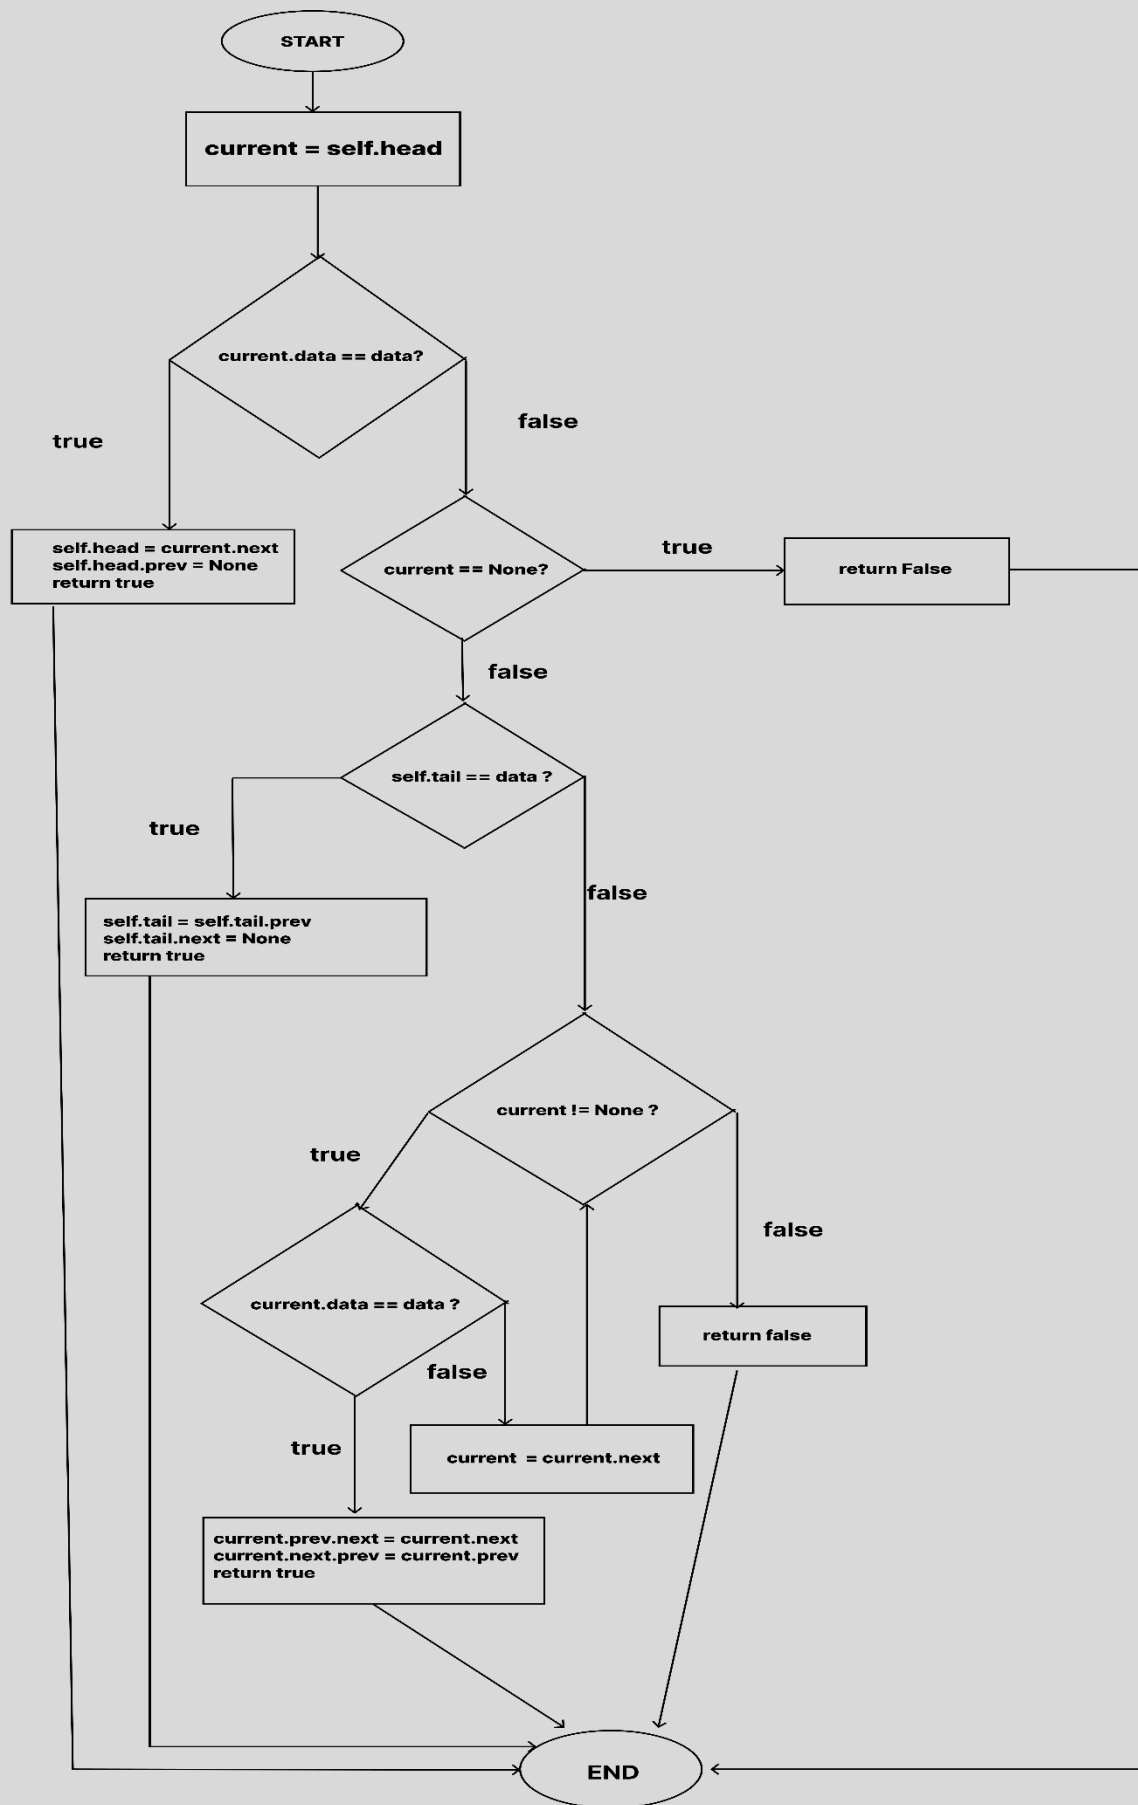 START
current = self.head
current.data == data?
true
false
self.head = current.next
self.head.prev = None
return true
current == None?
true
return False
false
self.tail == data ?
true
false
self.tail = self.tail.prev
self.tail.next = None
return true
current != None ?
true
false
current.data == data ?
return false
false
true
current  = current.next
current.prev.next = current.next
current.next.prev = current.prev
return true
END